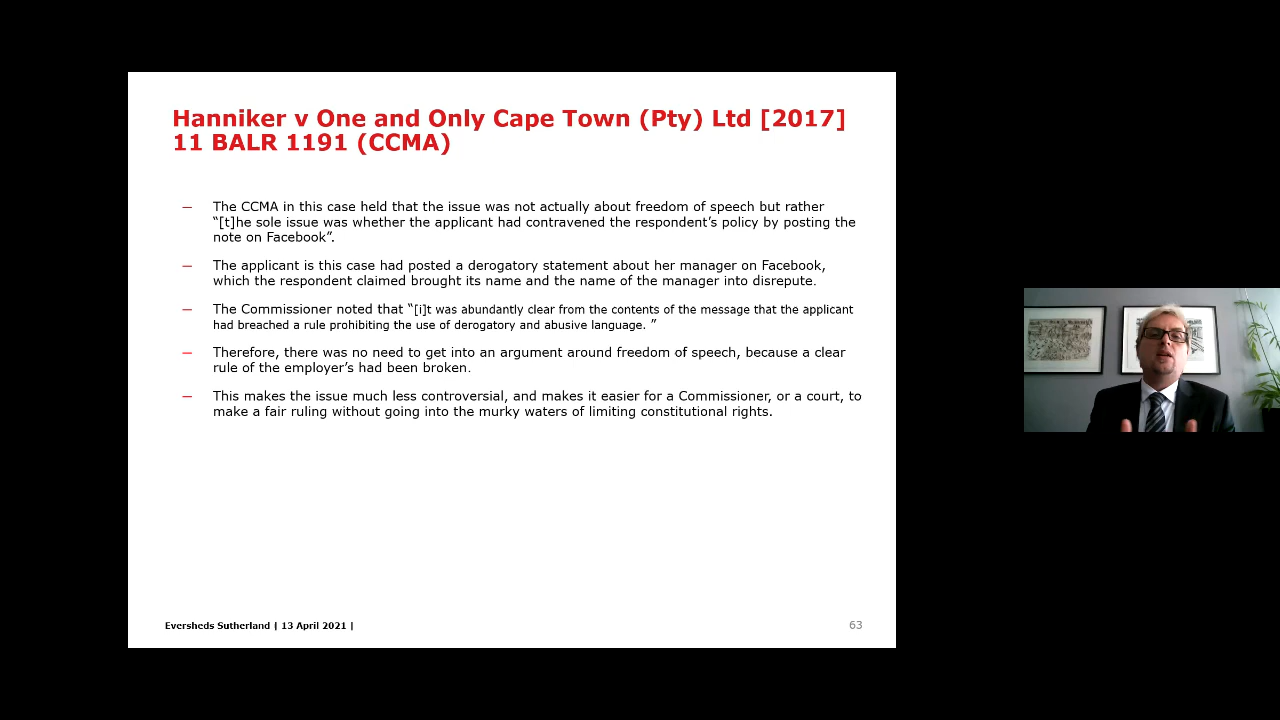 Hanniker v One and Only Cape Town (Pty) Ltd [2017]
11 BALR 1191 (CCMA)
— The CCMA in this case held that the issue was not actually about freedom of speech but rather
“[t]he sole issue was whether the applicant had contravened the respondent’s policy by posting the
note on Facebook”.
— The applicant is this case had posted a derogatory statement about her manager on Facebook,
which the respondent claimed brought its name and the name of the manager into disrepute.
— The Commissioner noted that “[i]t was abundantly clear from the contents of the message that the applicant
had breached a rule prohibiting the use of derogatory and abusive language. ”
— Therefore, there was no need to get into an argument around freedom of speech, because a clear
rule of the employer’s had been broken.
— This makes the issue much less controversial, and makes it easier for a Commissioner, or a court, to
make a fair ruling without going into the murky waters of limiting constitutional rights.
Eversheds Sutherland | 13 April 2021 |
63